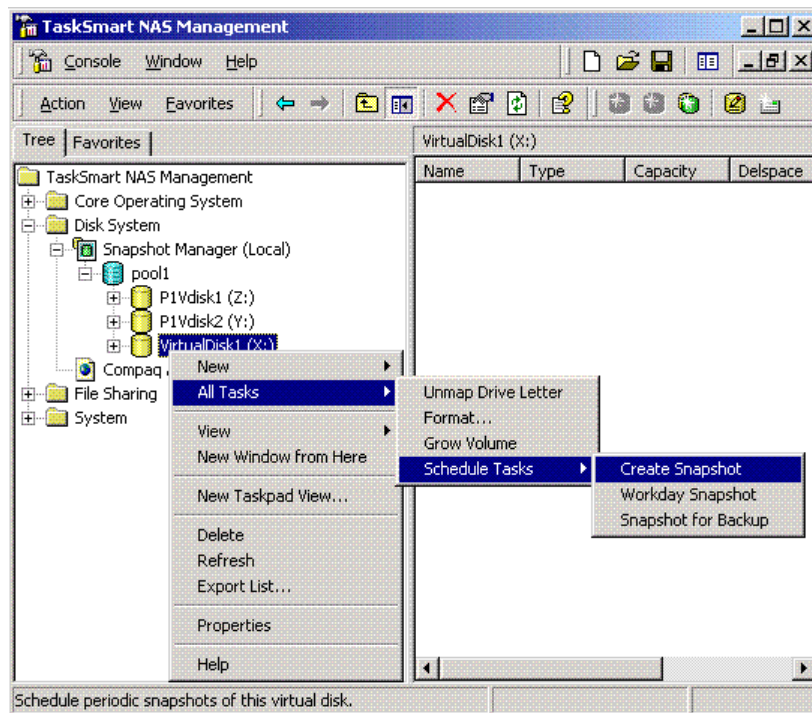 TaskSmart NAS Management
Console Window Help
Action View Favorites
Tree Favorites
VirtualDisk1 (X:)
Name Type Capacity Delspace
TaskSmart NAS Management
Core Operating System
Disk System
Snapshot Manager (Local)
pool1
P1Vdisk1 (Z:)
P1Vdisk2 (Y:)
VirtualDisk1 (X:)
Compaq
File Sharing
System
New
All Tasks
View
New Window from Here
New Taskpad View...
Delete
Refresh
Export List...
Properties
Help
Unmap Drive Letter
Format...
Grow Volume
Schedule Tasks
Create Snapshot
Workday Snapshot
Snapshot for Backup
Schedule periodic snapshots of this virtual disk.